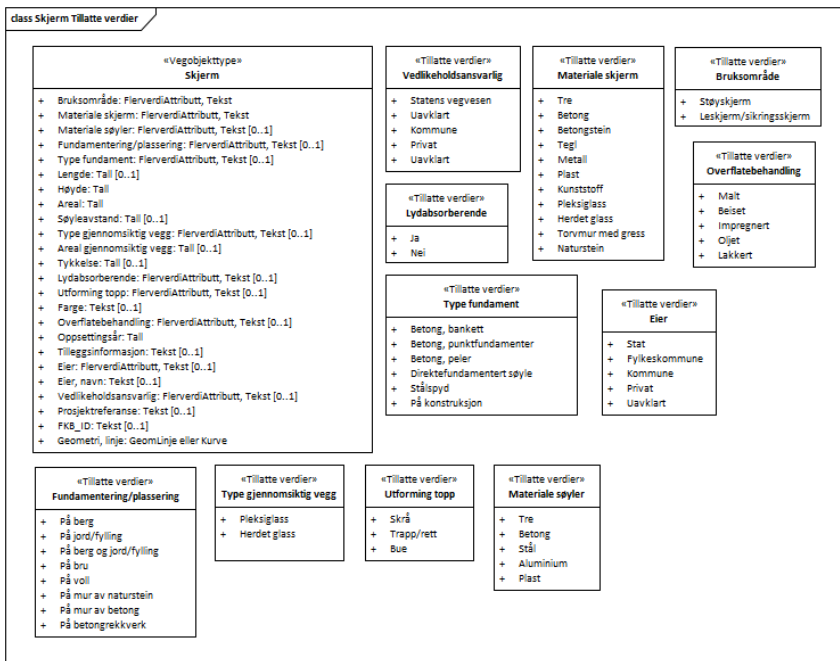 class Skjerm Tillatte verdier
«Vegobjekttype»
Skjerm
+ Bruksområde: FlerverdiAttributt, Tekst
+ Materiale skjerm: FlerverdiAttributt, Tekst
+ Materiale søyler: FlerverdiAttributt, Tekst [0..1]
+ Fundamentering/plassering: FlerverdiAttributt, Tekst [0..1]
+ Type fundament: FlerverdiAttributt, Tekst [0..1]
+ Lengde: Tall [0..1]
+ Høyde: Tall
+ Areal: Tall
+ Søyleavstand: Tall [0..1]
+ Type gjennomsiktig vegg: FlerverdiAttributt, Tekst [0..1]
+ Areal gjennomsiktig vegg: Tall [0..1]
+ Tykkelse: Tall [0..1]
+ Lydabsorberende: FlerverdiAttributt, Tekst [0..1]
+ Utforming topp: FlerverdiAttributt, Tekst [0..1]
+ Farge: Tekst [0..1]
+ Overflatebehandling: FlerverdiAttributt, Tekst [0..1]
+ Oppsettingsår: Tall
+ Tilleggsinformasjon: Tekst [0..1]
+ Eier: FlerverdiAttributt, Tekst [0..1]
+ Eier, navn: Tekst [0..1]
+ Vedlikeholdsansvarlig: FlerverdiAttributt, Tekst [0..1]
+ Prosjektreferanse: Tekst [0..1]
+ FKB_ID: Tekst [0..1]
+ Geometri, linje: GeomLinje eller Kurve
«Tillatte verdier»
Vedlikeholdsansvarlig
+ Statens vegvesen
+ Uavklart
+ Kommune
+ Privat
+ Uavklart
«Tillatte verdier»
Materiale skjerm
+ Tre
+ Betong
+ Betongstein
+ Tegl
+ Metall
+ Plast
+ Kunststoff
+ Pleksiglass
+ Herdet glass
+ Torvmur med gress
+ Naturstein
«Tillatte verdier»
Bruksområde
+ Støyskjerm
+ Leskjerm/sikringsskjerm
«Tillatte verdier»
Overflatebehandling
+ Malt
+ Beiset
+ Impregnert
+ Oljet
+ Lakkert
«Tillatte verdier»
Lydabsorberende
+ Ja
+ Nei
«Tillatte verdier»
Type fundament
+ Betong, bankett
+ Betong, punktfundamenter
+ Betong, peler
+ Direktefundamentert søyle
+ Stålspyd
+ På konstruksjon
«Tillatte verdier»
Eier
+ Stat
+ Fylkeskommune
+ Kommune
+ Privat
+ Uavklart
«Tillatte verdier»
Fundamentering/plassering
+ På berg
+ På jord/fylling
+ På berg og jord/fylling
+ På bru
+ På voll
+ På mur av naturstein
+ På mur av betong
+ På betongrekkverk
«Tillatte verdier»
Type gjennomsiktig vegg
+ Pleksiglass
+ Herdet glass
«Tillatte verdier»
Utforming topp
+ Skrå
+ Trapp/rett
+ Bue
«Tillatte verdier»
Materiale søyler
+ Tre
+ Betong
+ Stål
+ Aluminium
+ Plast